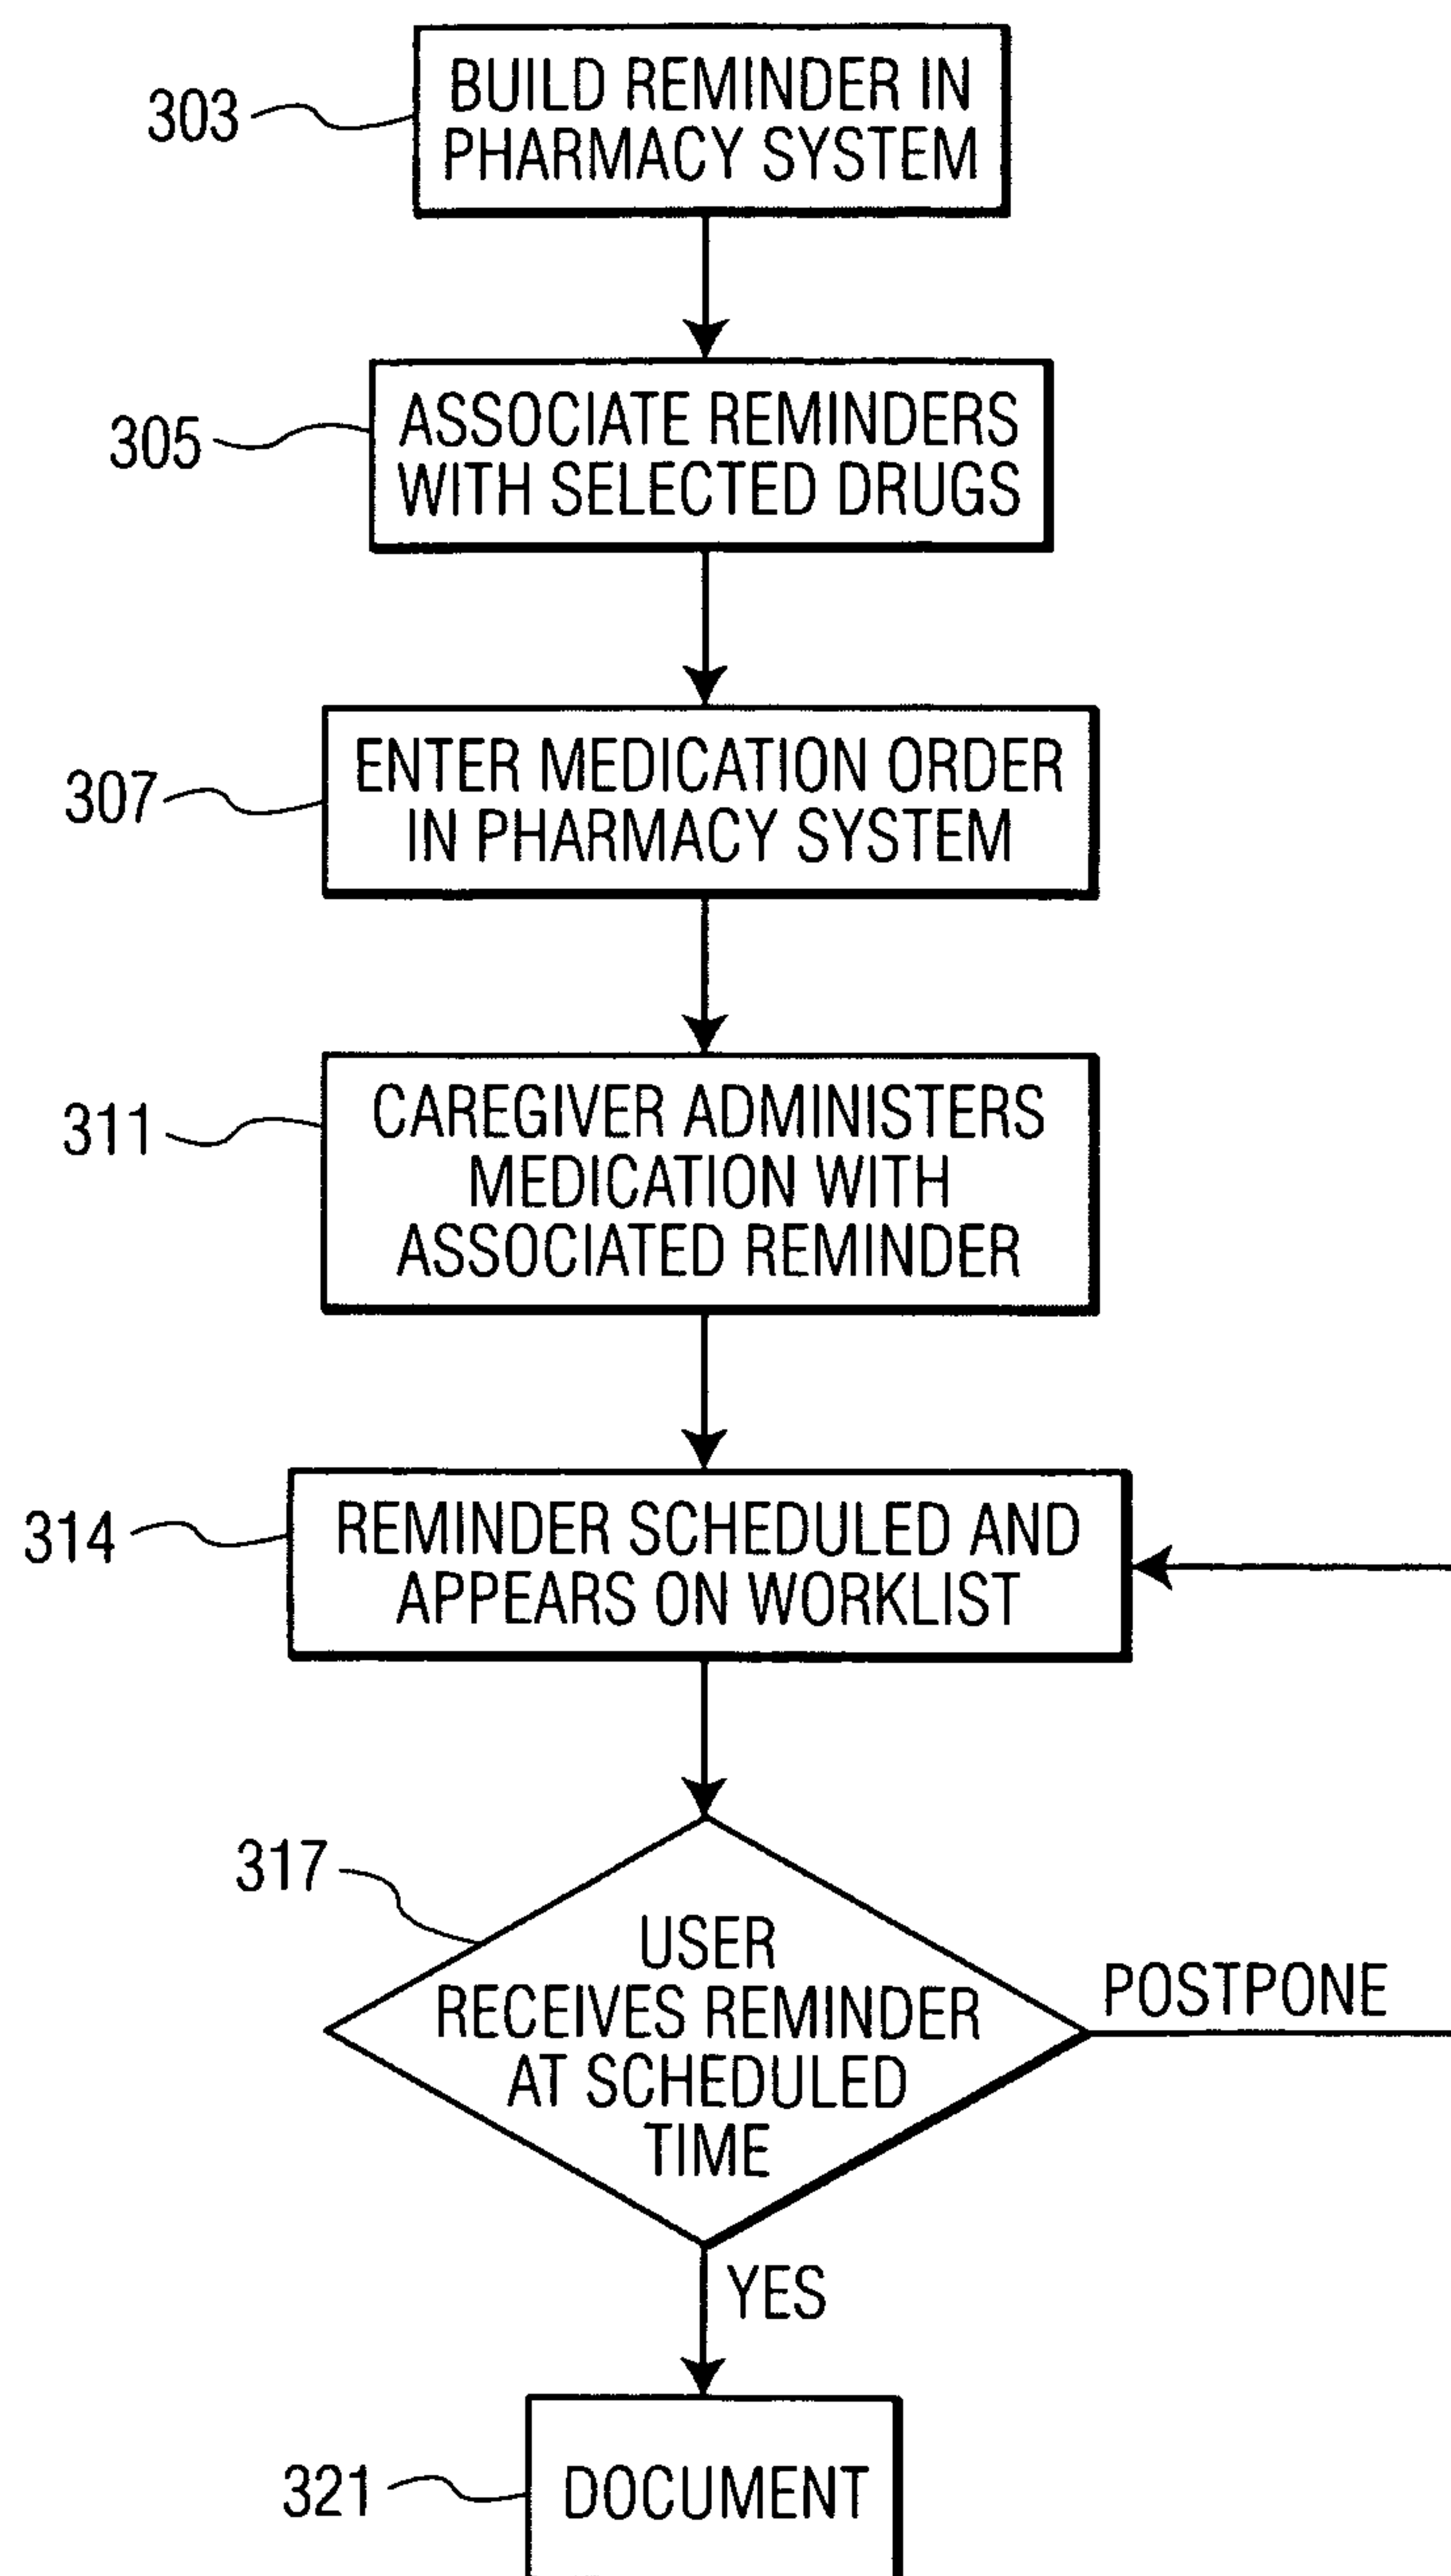 303
BUILD REMINDER IN
PHARMACY SYSTEM
305
ASSOCIATE REMINDERS
WITH SELECTED DRUGS
307
ENTER MEDICATION ORDER
IN PHARMACY SYSTEM
311
CAREGIVER ADMINISTERS
MEDICATION WITH
ASSOCIATED REMINDER
314
REMINDER SCHEDULED AND
APPEARS ON WORKLIST
317
USER
RECEIVES REMINDER
AT SCHEDULED
TIME
POSTPONE
YES
321
DOCUMENT